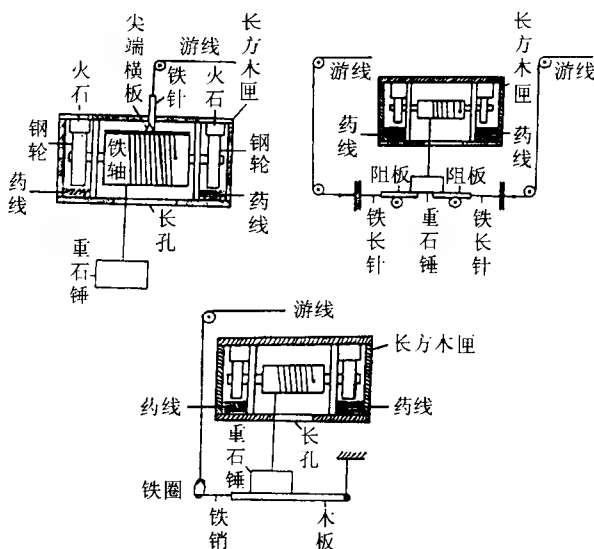 尖端横板
游线
铁针
长方木匣
火石
火石
钢轮
铁轴
钢轮
药线
药线
长孔
重石锤
游线
长方木匣
游线
药线
药线
阻板
阻板
铁长针
重石锤
铁长针
游线
长方木匣
药线
药线
重石锤
长孔
铁圈
铁销
木板